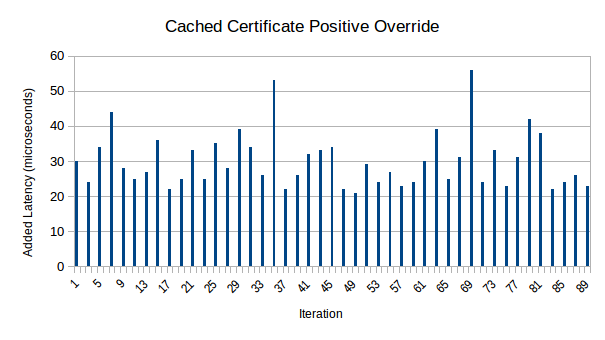 Cached Certificate Positive Override
Added Latency (microseconds)
60
50
40
30
20
10
0
1 5 9 13 17 21 25 29 33 37 41 45 49 53 57 61 65 69 73 77 81 85 89
Iteration